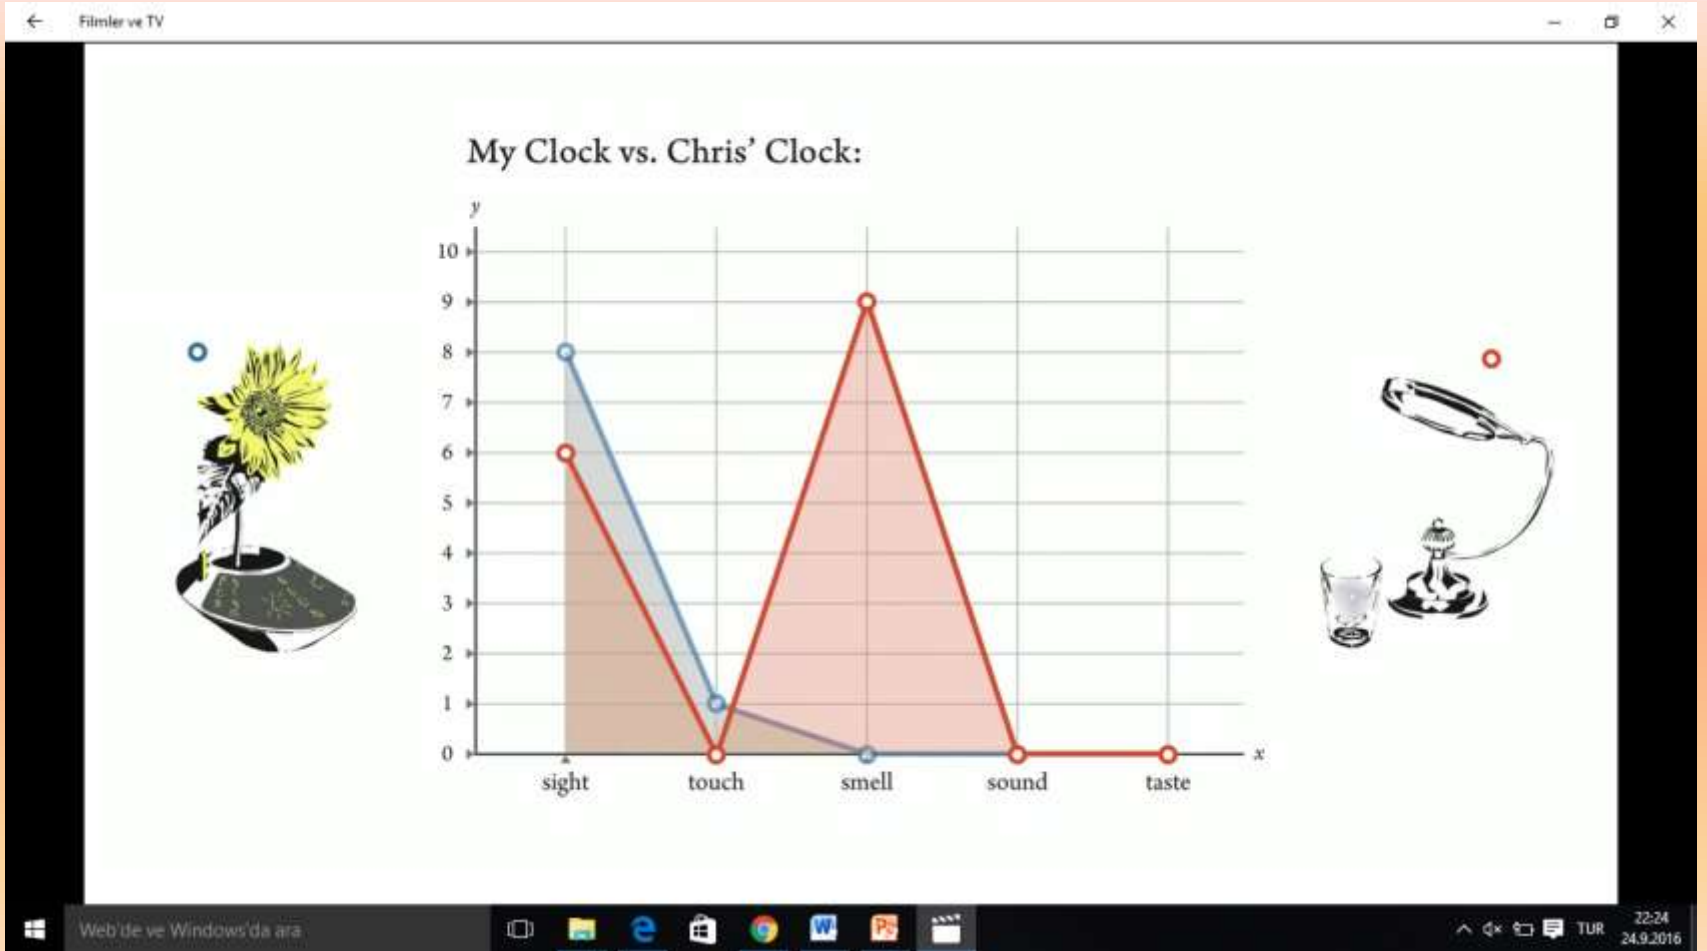 Filmler ve TV
My Clock vs. Chris’ Clock:
y
10
9
8
7
6
5
4
3
2
1
0
x
sight touch smell sound taste
Web'de ve Windows'da ara
TUR
22:24
24.9.2016